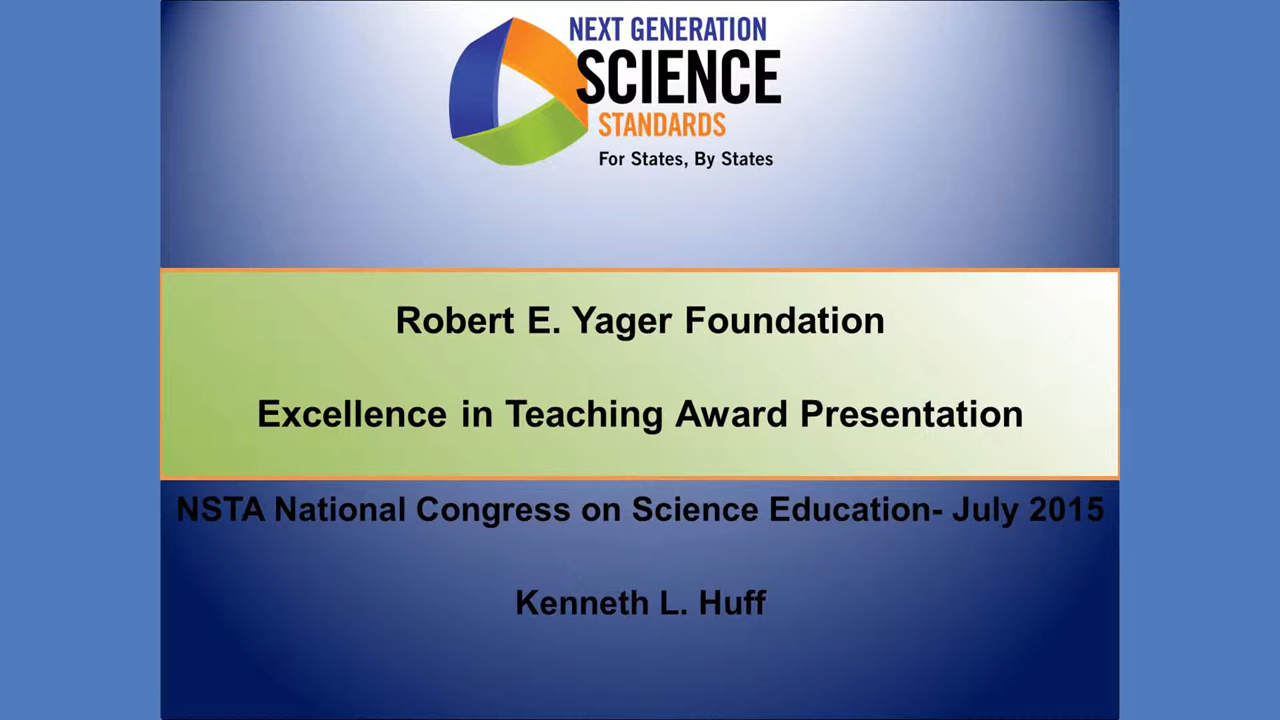 NEXT GENERATION
SCIENCE
STANDARDS
For States, By States
Robert E. Yager Foundation
Excellence in Teaching Award Presentation
NSTA National Congress on Science Education- July 2015
Kenneth L. Huff